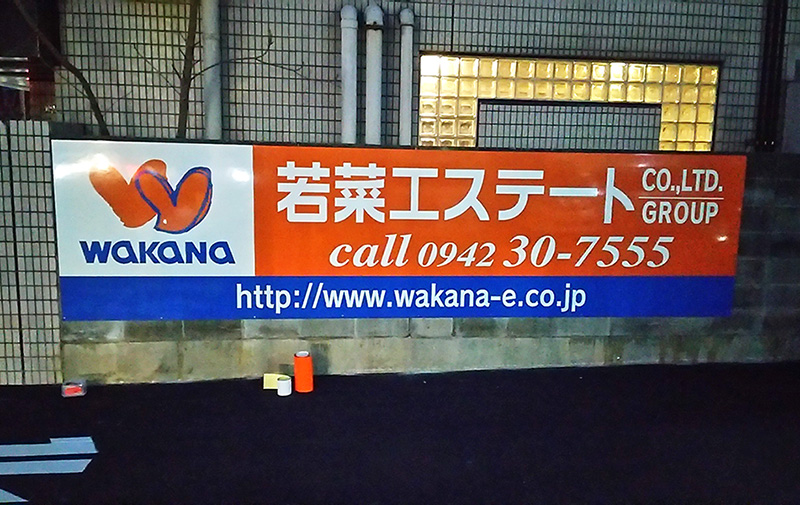 WAKANA
若菜エステート
CO.,LTD.
GROUP
call 0942 30-7555
http://www.wakana-e.co.jp